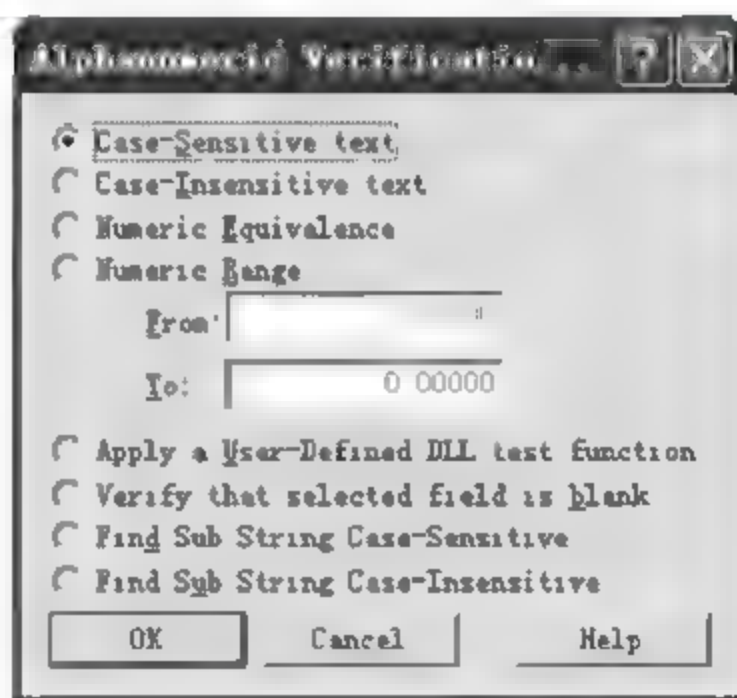 Alphanumeric Verification ...
Case-Sensitive text
Case-Insensitive text
Numeric Equivalence
Numeric Range
From:
To: 0 00000
Apply a User-Defined DLL test function
Verify that selected field is blank
Find Sub String Case-Sensitive
Find Sub String Case-Insensitive
OK Cancel Help